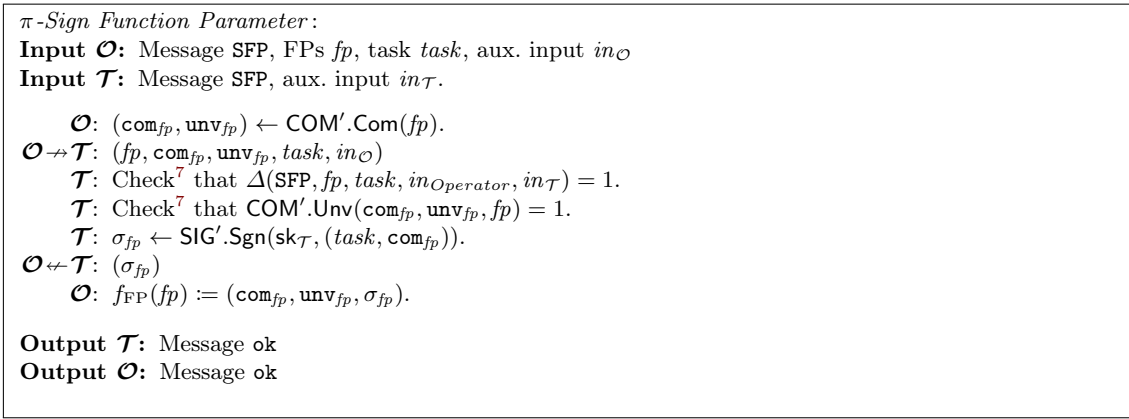 π-Sign Function Parameter:
Input 𝓞: Message SFP, FPs fp, task task, aux. input in_𝒪
Input 𝓣: Message SFP, aux. input in_𝒯.
𝓞: (com_fp, unv_fp) ← COM′.Com(fp).
𝓞 ⇸ 𝓣: (fp, com_fp, unv_fp, task, in_𝒪)
𝓣: Check⁷ that Δ(SFP, fp, task, in_Operator, in_𝒯) = 1.
𝓣: Check⁷ that COM′.Unv(com_fp, unv_fp, fp) = 1.
𝓣: σ_fp ← SIG′.Sgn(sk_𝒯, (task, com_fp)).
𝓞 ⇷ 𝓣: (σ_fp)
𝓞: f_FP(fp) ≔ (com_fp, unv_fp, σ_fp).
Output 𝓣: Message ok
Output 𝓞: Message ok